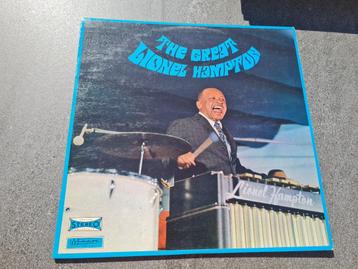 THE GREAT
LIONEL HAMPTON
Lionel Hampton
STEREO